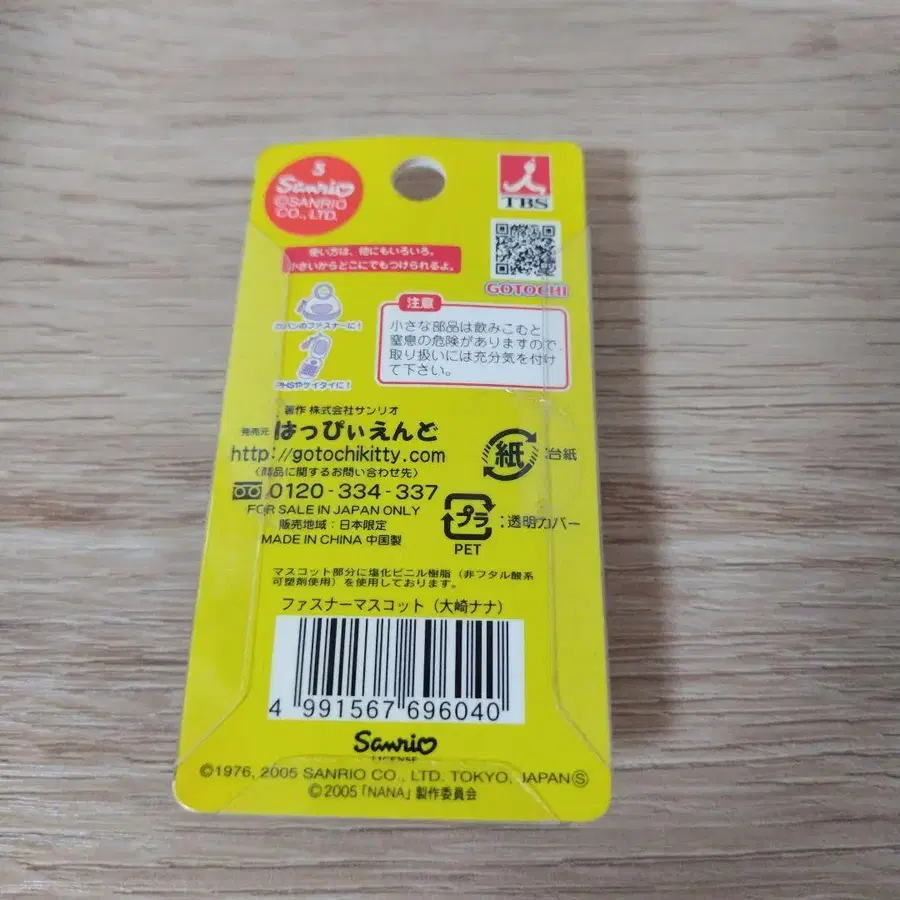 3
Sanrio
©SANRIO
CO., LTD.
TBS
GOTOCHI
使い方は、他にもいろいろ。
小さいからどこにでもつけられるよ。
カバンのファスナーに!
PHSやケイタイに!
注意
小さな部品は飲みこむと
窒息の危険がありますので、
取り扱いには充分気を付け
て下さい。
著作 株式会社サンリオ
発売元 はっぴぃえんど
http://gotochikitty.com
〈商品に関するお問い合わせ先〉
0120-334-337
FOR SALE IN JAPAN ONLY
販売地域:日本限定
MADE IN CHINA 中国製
紙 :台紙
プラ :透明カバー
PET
マスコット部分に塩化ビニル樹脂(非フタル酸系
可塑剤使用)を使用しております。
ファスナーマスコット(大崎ナナ)
4 991567 696040
Sanrio
LICENSE
©1976, 2005 SANRIO CO., LTD. TOKYO, JAPAN Ⓢ
©2005「NANA」製作委員会